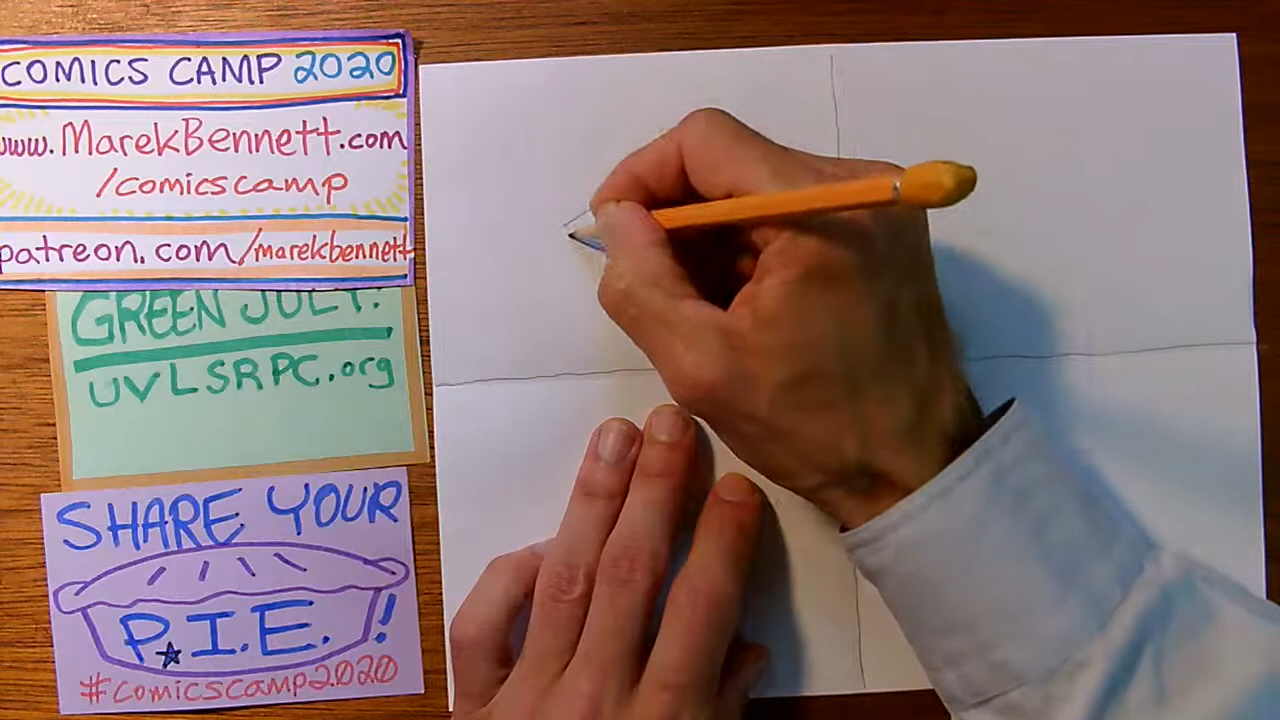 COMICS CAMP 2020
www.MarekBennett.com
/comicscamp
patreon.com/marekbennett
GREEN JULY!
UVLSRPC.org
SHARE YOUR
P.I.E. !
#comicscamp2020